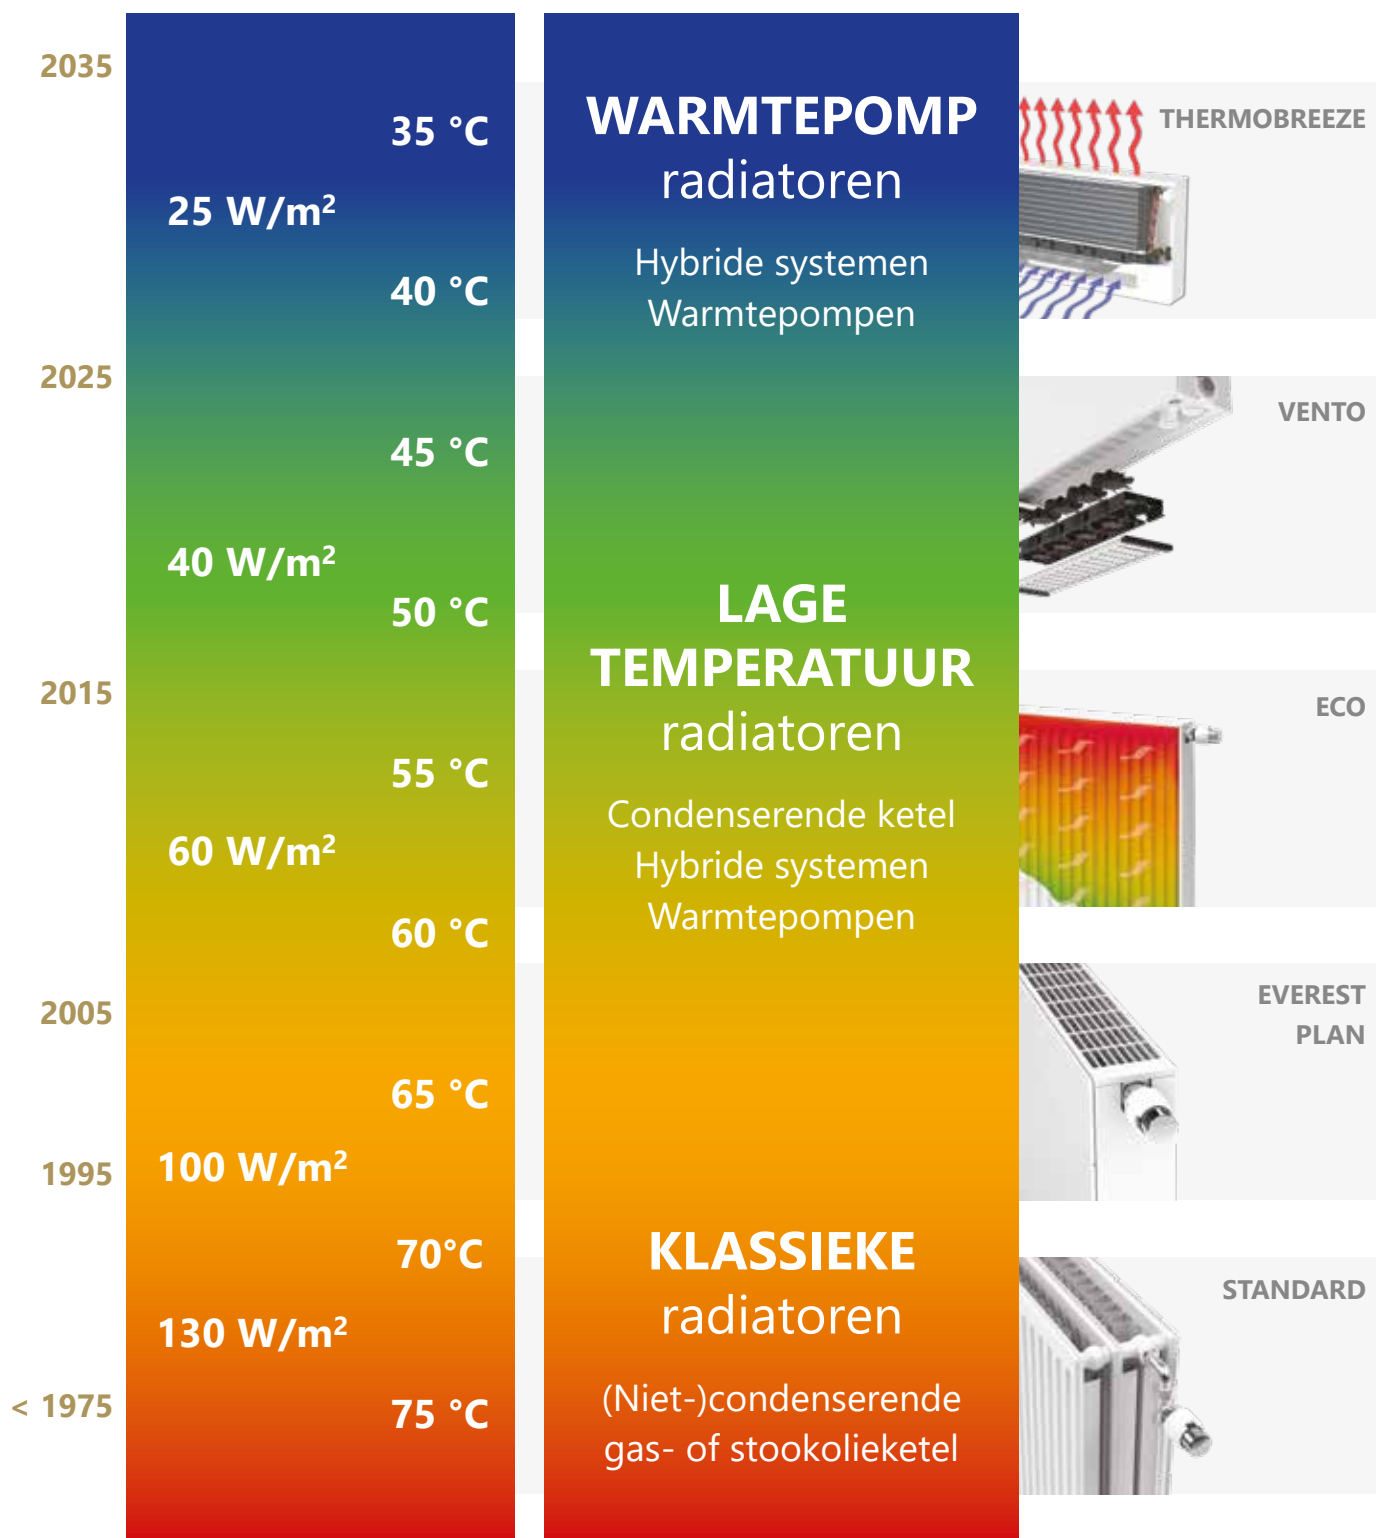 2035
35 °C
25 W/m²
40 °C
2025
45 °C
40 W/m²
50 °C
2015
55 °C
60 W/m²
60 °C
2005
65 °C
100 W/m²
1995
70°C
130 W/m²
< 1975
75 °C
WARMTEPOMP
radiatoren
Hybride systemen
Warmtepompen
LAGE
TEMPERATUUR
radiatoren
Condenserende ketel
Hybride systemen
Warmtepompen
KLASSIEKE
radiatoren
(Niet-)condenserende
gas- of stookolieketel
THERMOBREEZE
VENTO
ECO
EVEREST
PLAN
STANDARD